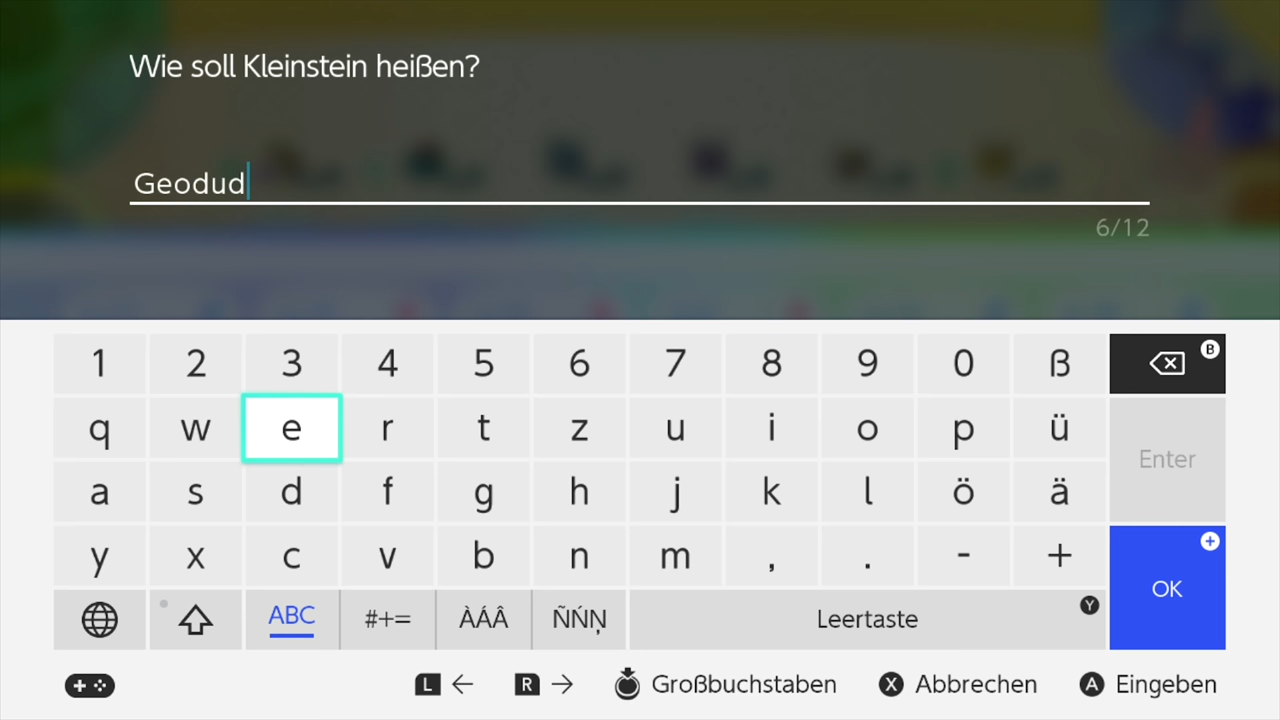 Wie soll Kleinstein heißen?
Geodud
6/12
1 2 3 4 5 6 7 8 9 0 ß B
q w e r t z u i o p ü
Enter
a s d f g h j k l ö ä
y x c v b n m , . - +
OK
ABC #+= ÀÁÂ ÑŃŅ Leertaste Y
L ← R → Großbuchstaben X Abbrechen A Eingeben